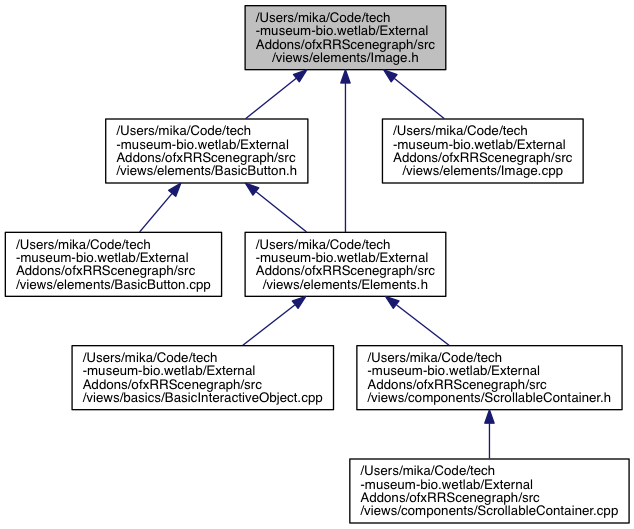 /Users/mika/Code/tech
-museum-bio.wetlab/External
Addons/ofxRRScenegraph/src
/views/elements/Image.h
/Users/mika/Code/tech
-museum-bio.wetlab/External
Addons/ofxRRScenegraph/src
/views/elements/BasicButton.h
/Users/mika/Code/tech
-museum-bio.wetlab/External
Addons/ofxRRScenegraph/src
/views/elements/Image.cpp
/Users/mika/Code/tech
-museum-bio.wetlab/External
Addons/ofxRRScenegraph/src
/views/elements/BasicButton.cpp
/Users/mika/Code/tech
-museum-bio.wetlab/External
Addons/ofxRRScenegraph/src
/views/elements/Elements.h
/Users/mika/Code/tech
-museum-bio.wetlab/External
Addons/ofxRRScenegraph/src
/views/basics/BasicInteractiveObject.cpp
/Users/mika/Code/tech
-museum-bio.wetlab/External
Addons/ofxRRScenegraph/src
/views/components/ScrollableContainer.h
/Users/mika/Code/tech
-museum-bio.wetlab/External
Addons/ofxRRScenegraph/src
/views/components/ScrollableContainer.cpp